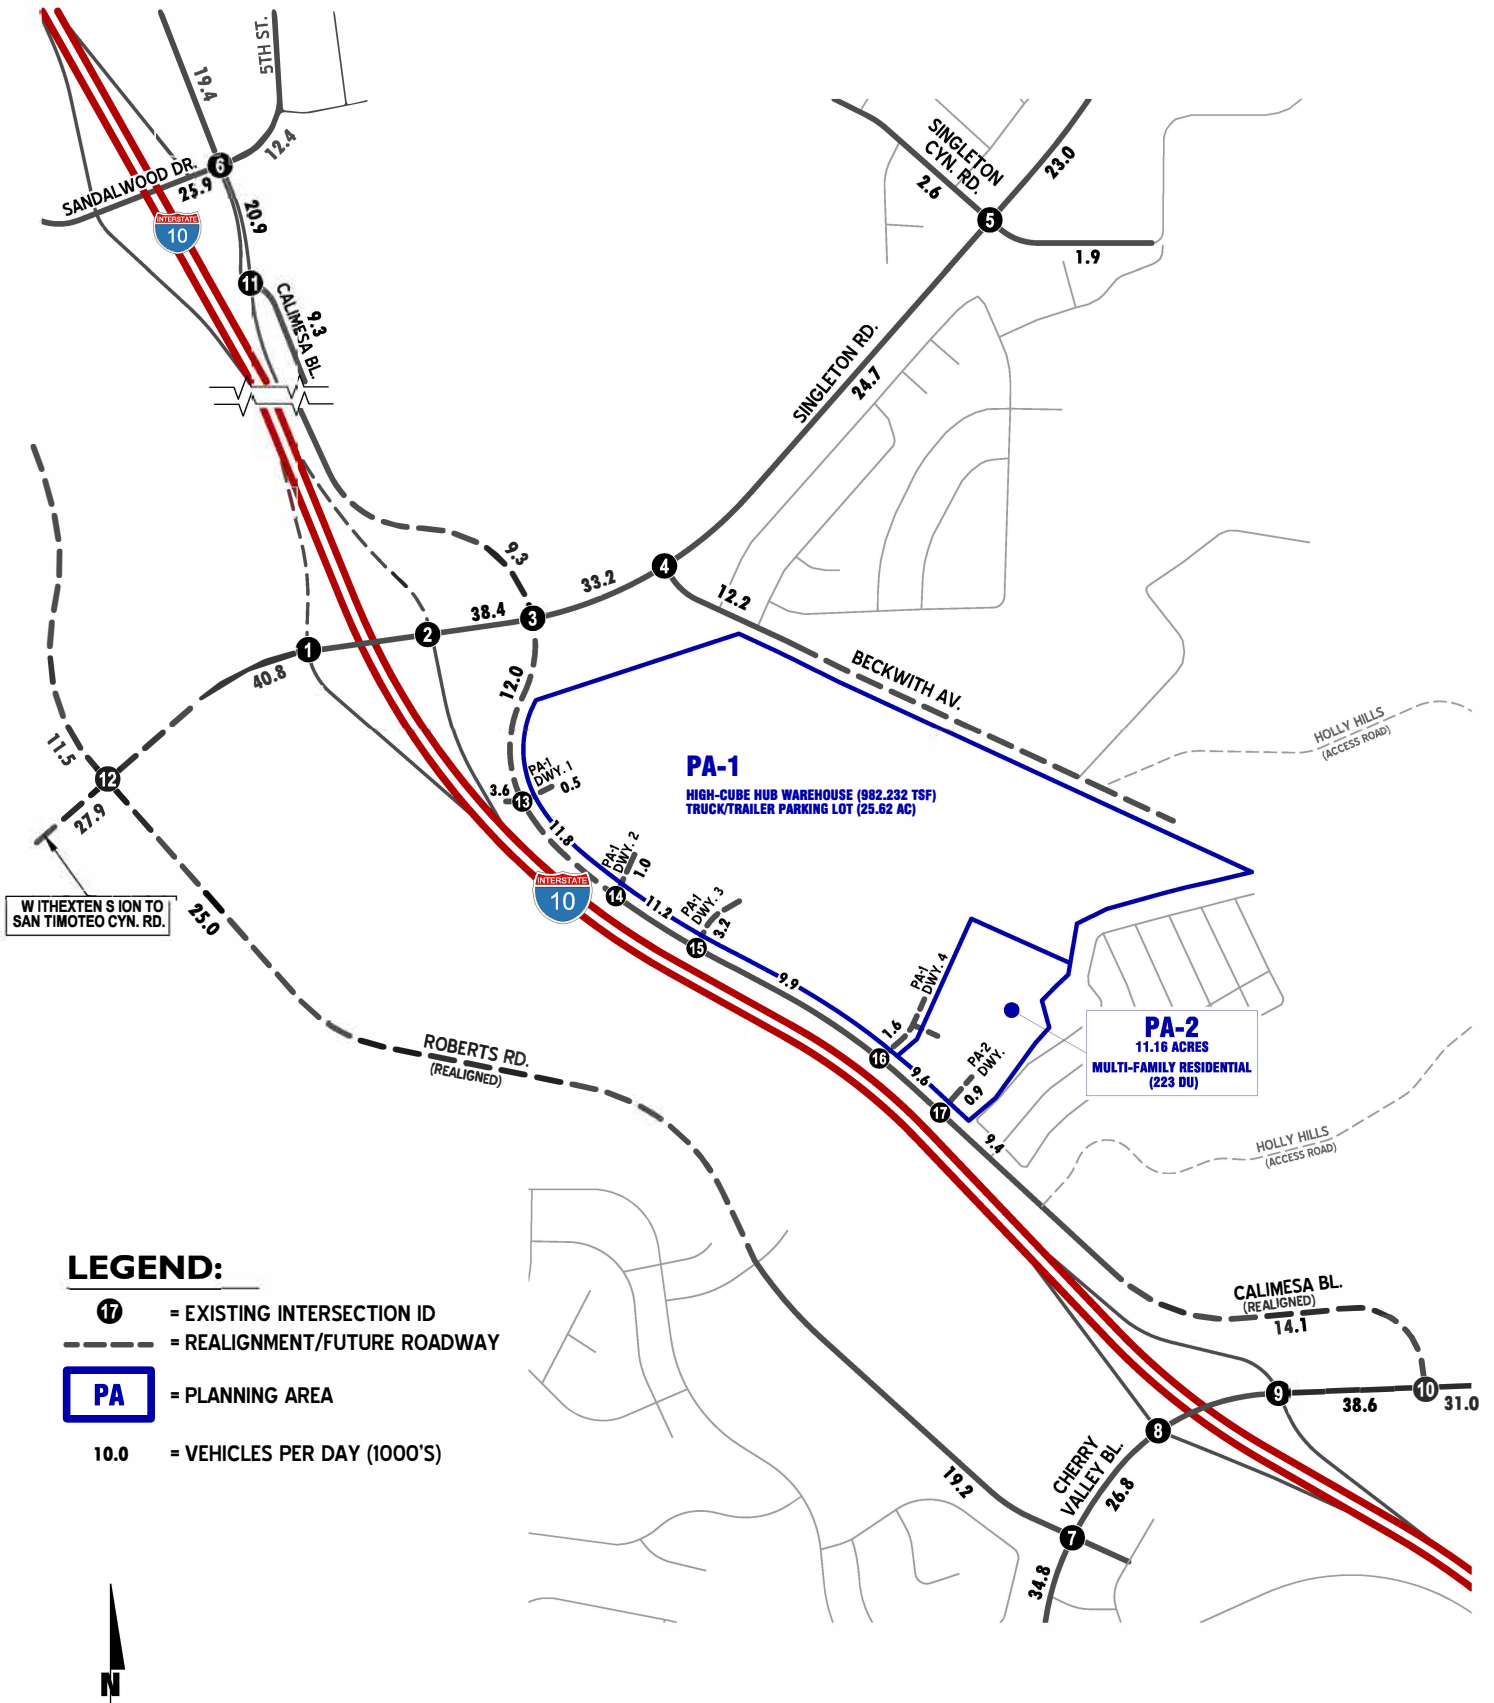 5TH ST.
19.4
12.4
6
SANDALWOOD DR.
25.9
20.9
INTERSTATE
10
11
CALIMESA BL.
9.3
SINGLETON
CYN. RD.
2.6
23.0
5
1.9
SINGLETON RD.
24.7
9.3
33.2
4
12.2
38.4
3
2
1
40.8
12.0
BECKWITH AV.
HOLLY HILLS
(ACCESS ROAD)
11.5
12
27.9
PA-1
HIGH-CUBE HUB WAREHOUSE (982.232 TSF)
TRUCK/TRAILER PARKING LOT (25.62 AC)
PA-1
DWY. 1
0.5
3.6
13
11.8
PA-1
DWY. 2
1.0
14
INTERSTATE
10
11.2
PA-1
DWY. 3
3.2
15
9.9
W ITHEXTEN S ION TO
SAN TIMOTEO CYN. RD.
25.0
PA-1
DWY. 4
1.6
16
9.6
PA-2
DWY.
0.9
17
9.4
PA-2
11.16 ACRES
MULTI-FAMILY RESIDENTIAL
(223 DU)
ROBERTS RD.
(REALIGNED)
HOLLY HILLS
(ACCESS ROAD)
CALIMESA BL.
(REALIGNED)
14.1
9
38.6
10
31.0
8
CHERRY
VALLEY BL.
26.8
19.2
7
34.8
LEGEND:
17 = EXISTING INTERSECTION ID
= REALIGNMENT/FUTURE ROADWAY
PA = PLANNING AREA
10.0 = VEHICLES PER DAY (1000'S)
N